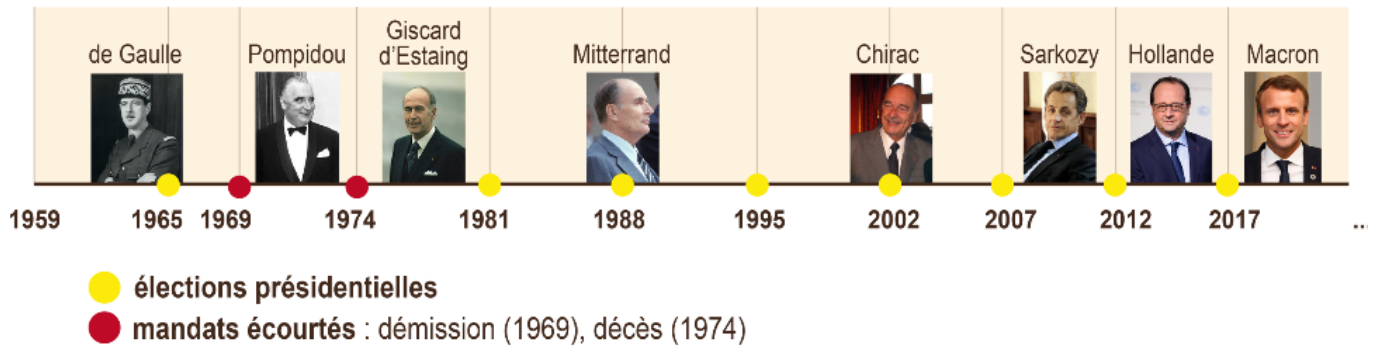 Giscard
de Gaulle Pompidou d'Estaing Mitterrand Chirac Sarkozy Hollande Macron
1959 1965 1969 1974 1981 1988 1995 2002 2007 2012 2017 ...
élections présidentielles
mandats écourtés : démission (1969), décès (1974)